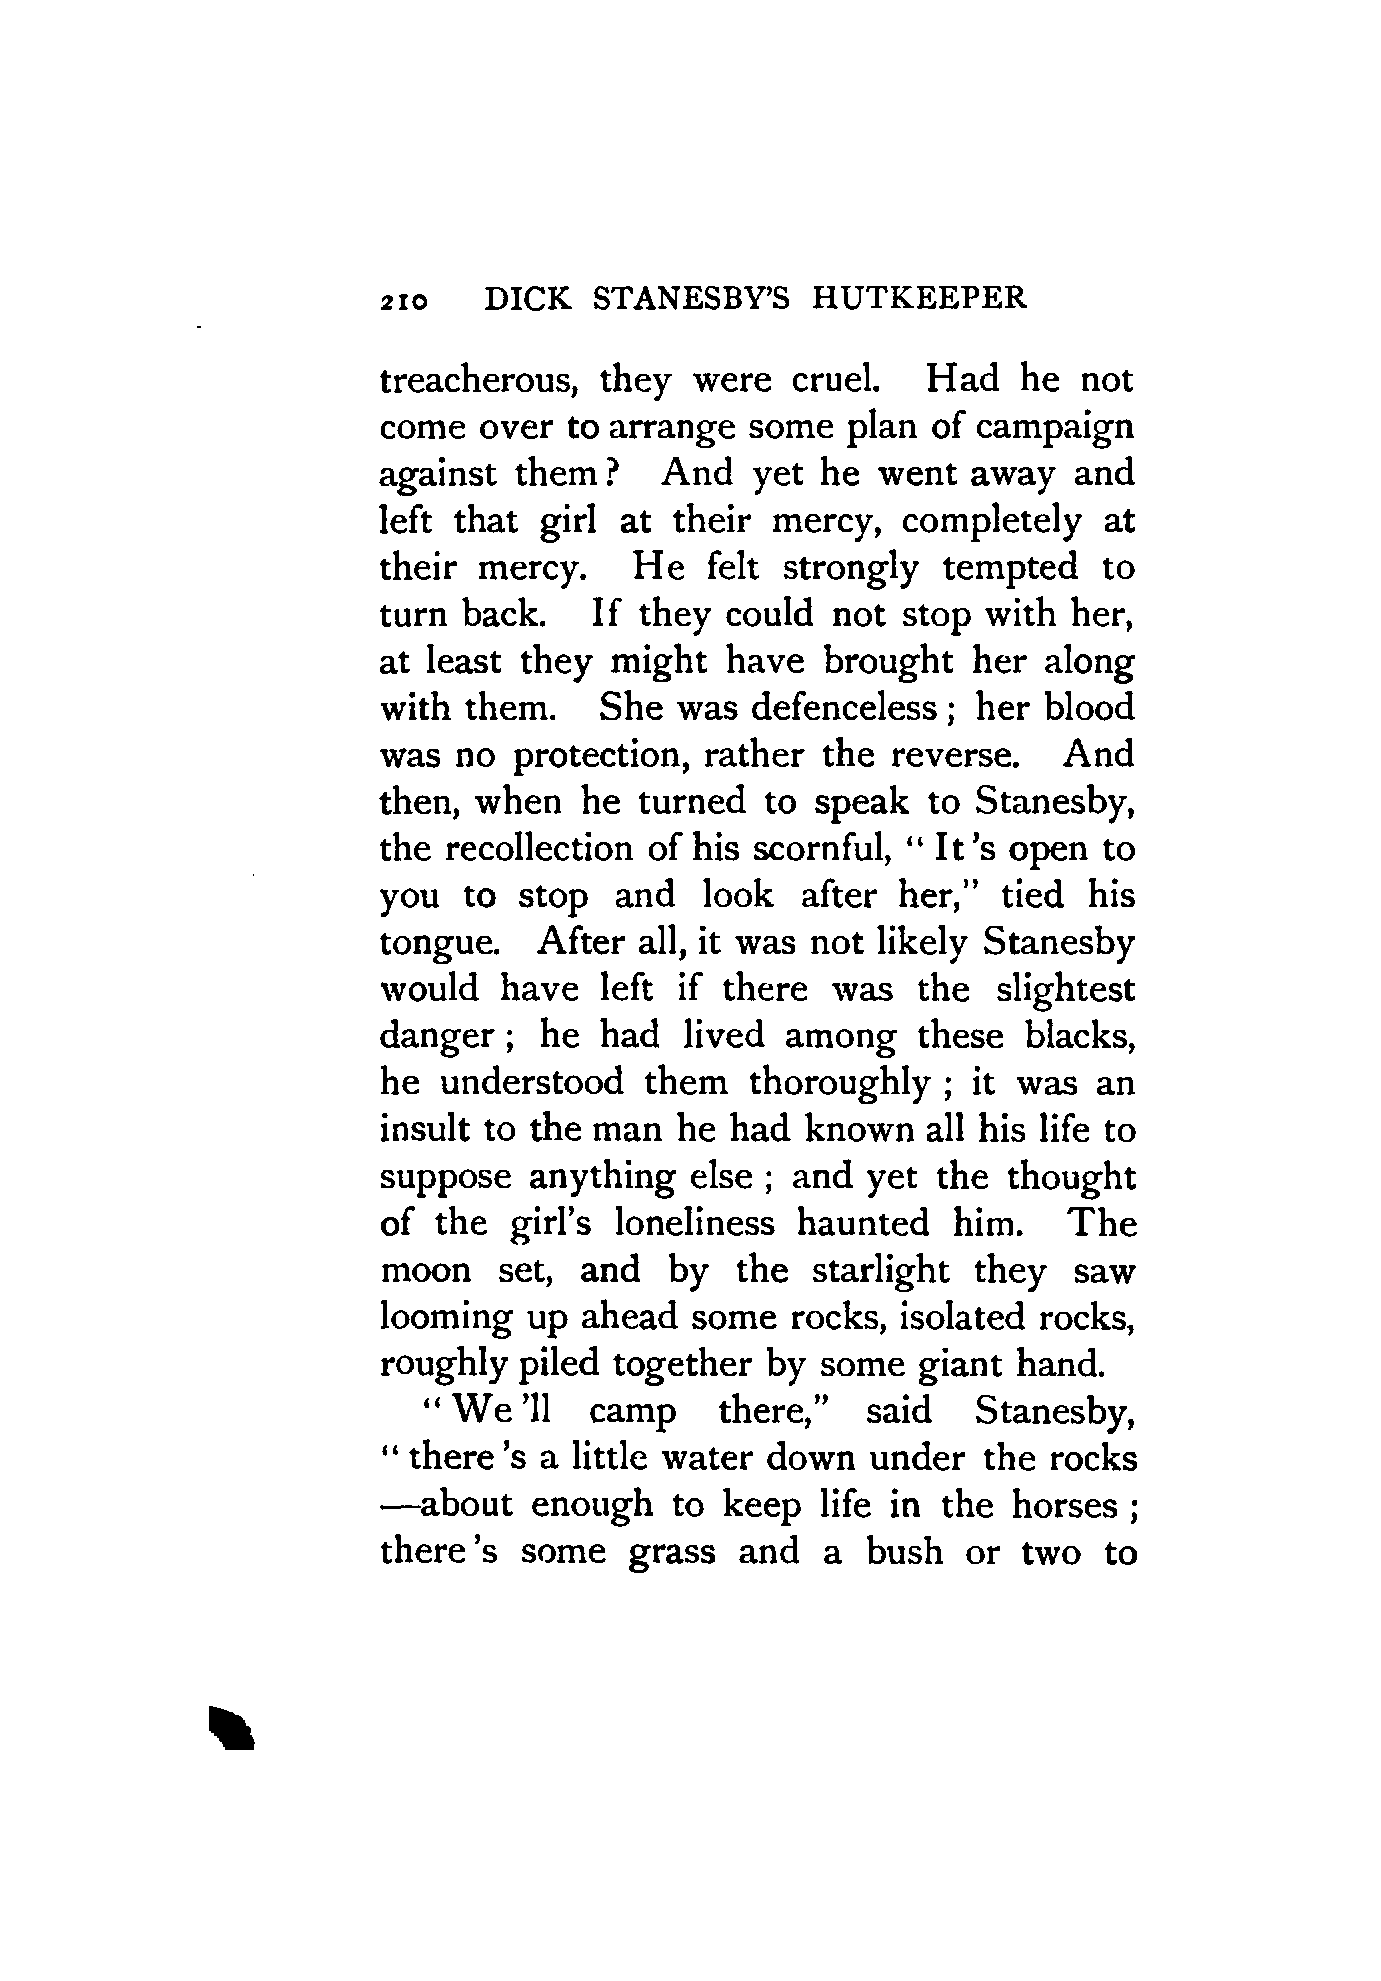 210 DICK STANESBY'S HUTKEEPER
treacherous, they were cruel. Had he not
come over to arrange some plan of campaign
against them? And yet he went away and
left that girl at their mercy, completely at
their mercy. He felt strongly tempted to
turn back. If they could not stop with her,
at least they might have brought her along
with them. She was defenceless; her blood
was no protection, rather the reverse. And
then, when he turned to speak to Stanesby,
the recollection of his scornful, "It's open to
you to stop and look after her," tied his
tongue. After all, it was not likely Stanesby
would have left if there was the slightest
danger; he had lived among these blacks,
he understood them thoroughly; it was an
insult to the man he had known all his life to
suppose anything else; and yet the thought
of the girl's loneliness haunted him. The
moon set, and by the starlight they saw
looming up ahead some rocks, isolated rocks,
roughly piled together by some giant hand.
"We'll camp there," said Stanesby,
"there's a little water down under the rocks
—about enough to keep life in the horses;
there's some grass and a bush or two to